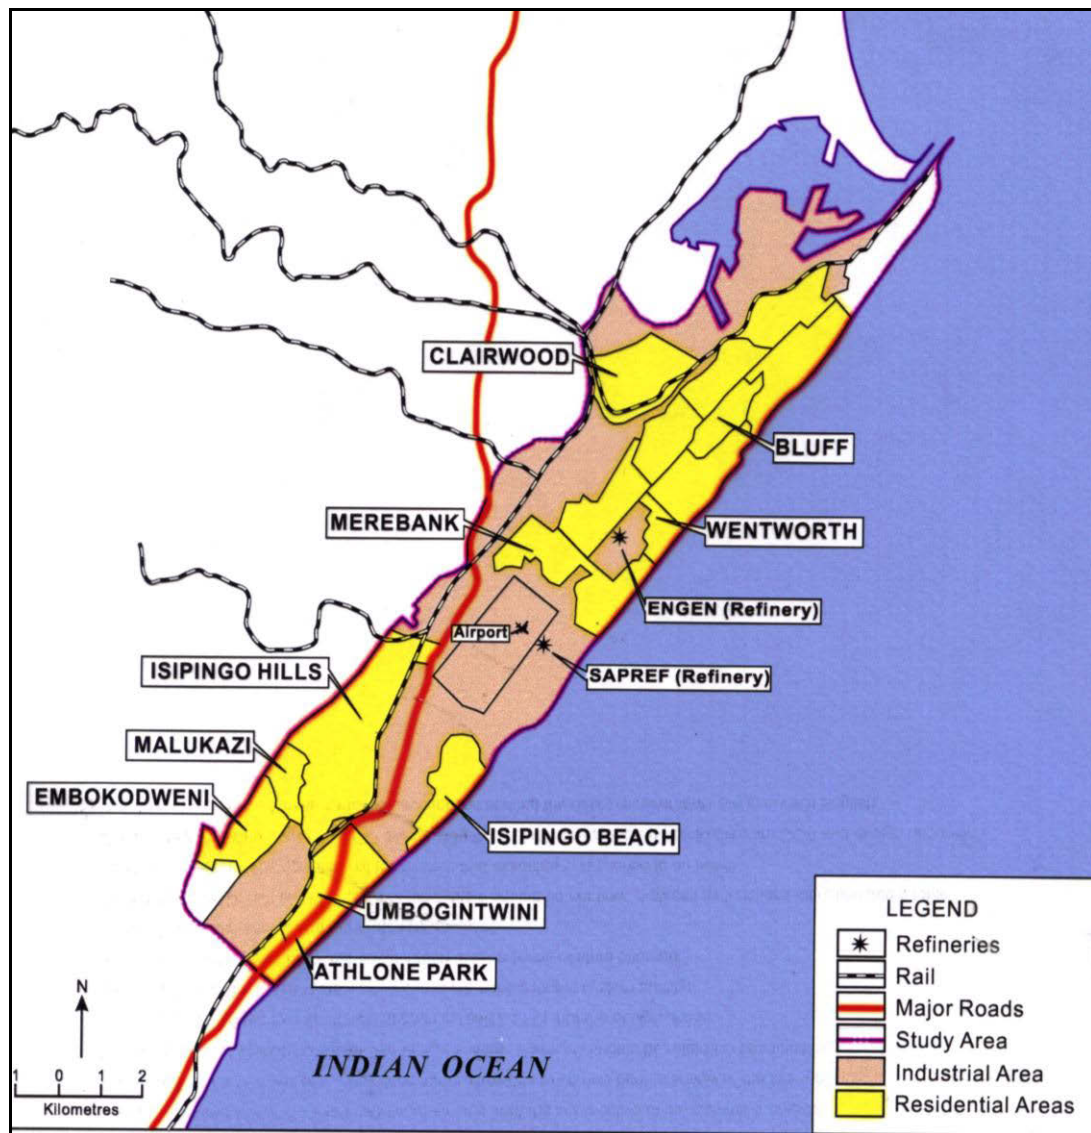 CLAIRWOOD
BLUFF
MEREBANK
WENTWORTH
ENGEN (Refinery)
Airport
SAPREF (Refinery)
ISIPINGO HILLS
MALUKAZI
EMBOKODWENI
ISIPINGO BEACH
UMBOGINTWINI
ATHLONE PARK
N
1 0 1 2
Kilometres
INDIAN OCEAN
LEGEND
Refineries
Rail
Major Roads
Study Area
Industrial Area
Residential Areas